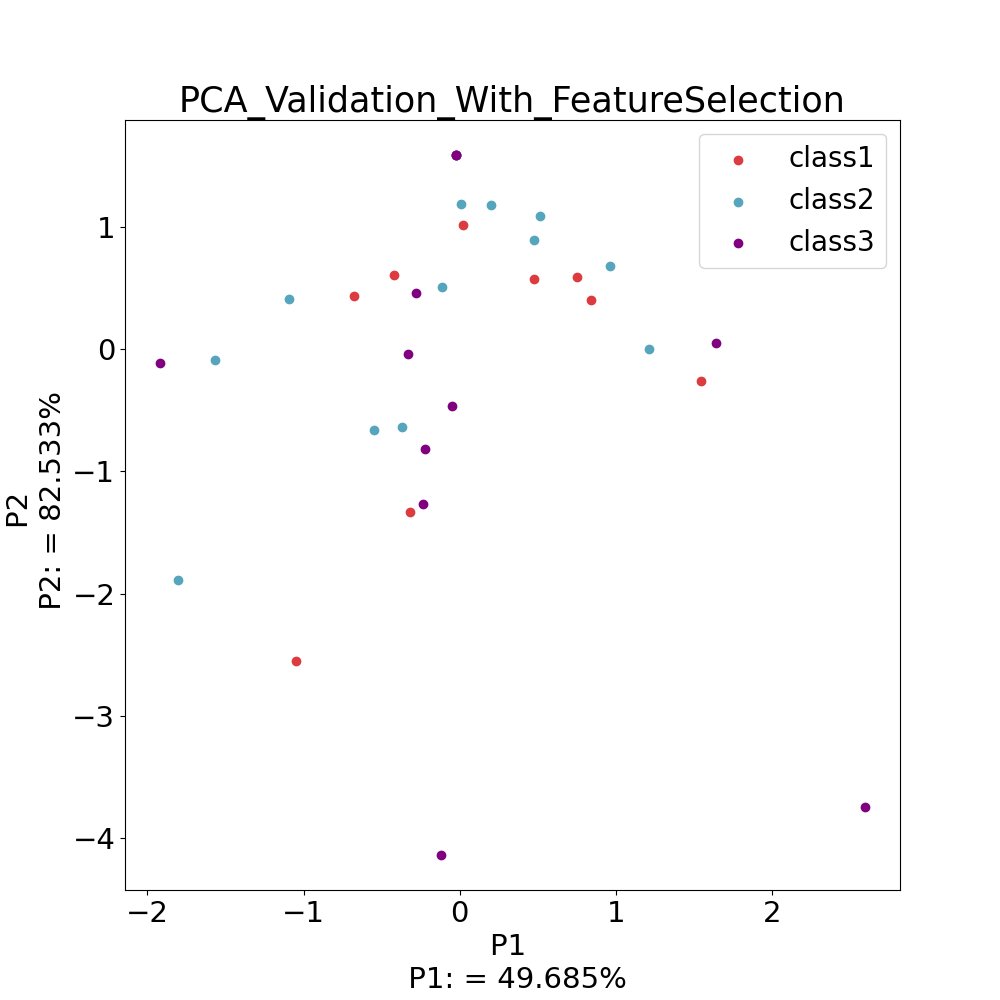 PCA_Validation_With_FeatureSelection
class1
class2
class3
1
0
−1
−2
−3
−4
P2
P2: = 82.533%
−2
−1
0
1
2
P1
P1: = 49.685%